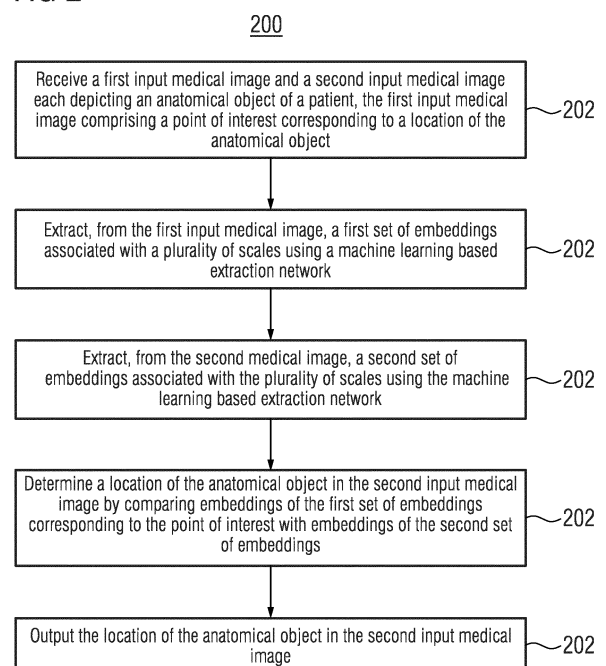 200
Receive a first input medical image and a second input medical image
each depicting an anatomical object of a patient, the first input medical
image comprising a point of interest corresponding to a location of the
anatomical object
202
Extract, from the first input medical image, a first set of embeddings
associated with a plurality of scales using a machine learning based
extraction network
202
Extract, from the second medical image, a second set of
embeddings associated with the plurality of scales using the machine
learning based extraction network
202
Determine a location of the anatomical object in the second input medical
image by comparing embeddings of the first set of embeddings
corresponding to the point of interest with embeddings of the second set
of embeddings
202
Output the location of the anatomical object in the second input medical
image
202